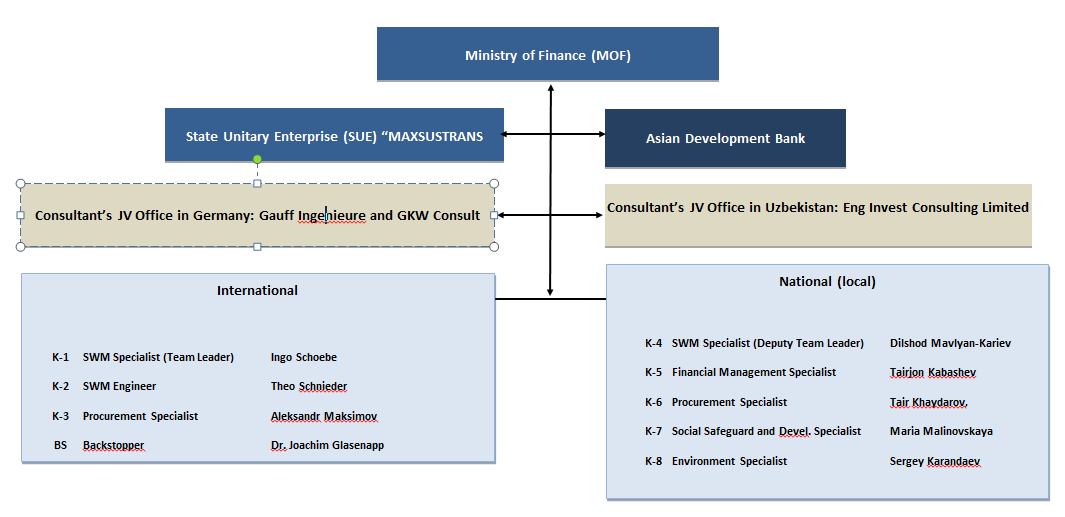 Ministry of Finance (MOF)
State Unitary Enterprise (SUE) “MAXSUSTRANS
Asian Development Bank
Consultant’s JV Office in Germany: Gauff Ingenieure and GKW Consult
Consultant’s JV Office in Uzbekistan: Eng Invest Consulting Limited
International
K-1 SWM Specialist (Team Leader) Ingo Schoebe
K-2 SWM Engineer Theo Schnieder
K-3 Procurement Specialist Aleksandr Maksimov
BS Backstopper Dr. Joachim Glasenapp
National (local)
K-4 SWM Specialist (Deputy Team Leader) Dilshod Mavlyan-Kariev
K-5 Financial Management Specialist Tairjon Kabashev
K-6 Procurement Specialist Tair Khaydarov,
K-7 Social Safeguard and Devel. Specialist Maria Malinovskaya
K-8 Environment Specialist Sergey Karandaev